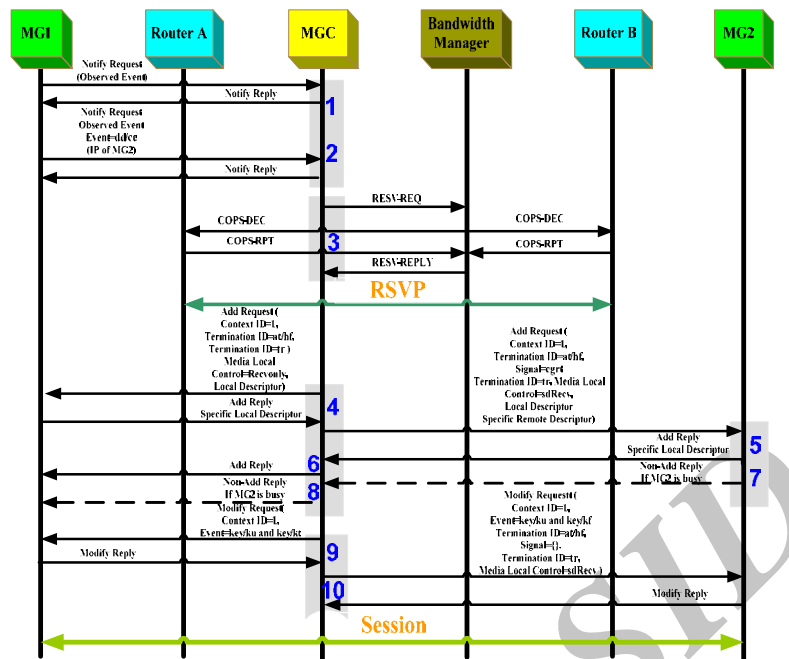 MG1
Router A
MGC
Bandwidth
Manager
Router B
MG2
Notify Request
(Observed Event)
Notify Reply
1
Notify Request
Observed Event
Event=dd/ce
(IP of MG2)
2
Notify Reply
RESV-REQ
COPS-DEC
COPS-DEC
COPS-RPT
3
COPS-RPT
RESV-REPLY
RSVP
Add Request (
Context ID=1,
Termination ID=at/hf,
Termination ID=tr )
Media Local
Control=Recvonly,
Local Descriptor)
Add Request (
Context ID=1,
Termination ID=at/hf,
Signal=cgrt
Termination ID=tr, Media Local
Control=sdRecv,
Local Descriptor
Specific Remote Descriptor)
4
Add Reply
Specific Local Descriptor
Add Reply
Specific Local Descriptor
5
6
Add Reply
Non-Add Reply
If MG2 is busy
7
Non-Add Reply
If MG2 is busy
8
Modify Request(
Context ID=1,
Event=key/ku and key/kf
Modify Request (
Context ID=1,
Event=key/ku and key/kf
Termination ID=at/hf,
Signal={}.
Termination ID=tr,
Media Local Control=sdRecv )
9
Modify Reply
10
Modify Reply
Session
SID